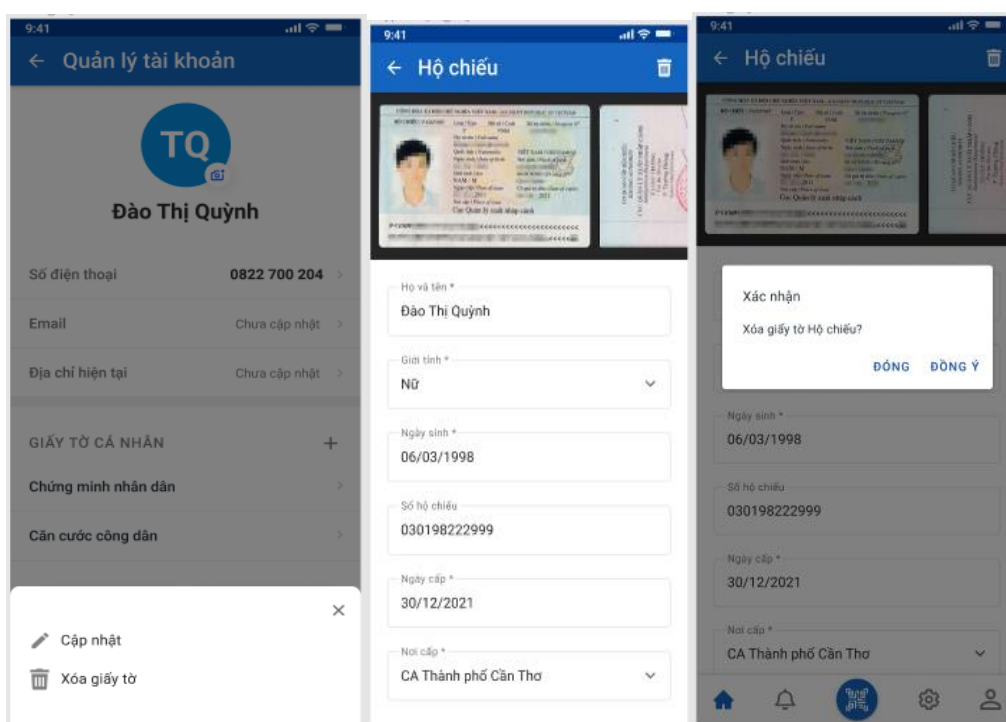 9:41
Quản lý tài khoản
TQ
Đào Thị Quỳnh
Số điện thoại 0822 700 204
Email Chưa cập nhật
Địa chỉ hiện tại Chưa cập nhật
GIẤY TỜ CÁ NHÂN
Chứng minh nhân dân
Căn cước công dân
Cập nhật
Xóa giấy tờ
9:41
Hộ chiếu
Họ và tên *
Đào Thị Quỳnh
Giới tính *
Nữ
Ngày sinh *
06/03/1998
Số hộ chiếu
030198222999
Ngày cấp *
30/12/2021
Nơi cấp *
CA Thành phố Cần Thơ
9:41
Hộ chiếu
Xác nhận
Xóa giấy tờ Hộ chiếu?
ĐÓNG ĐỒNG Ý
Ngày sinh *
06/03/1998
Số hộ chiếu
030198222999
Ngày cấp *
30/12/2021
Nơi cấp *
CA Thành phố Cần Thơ